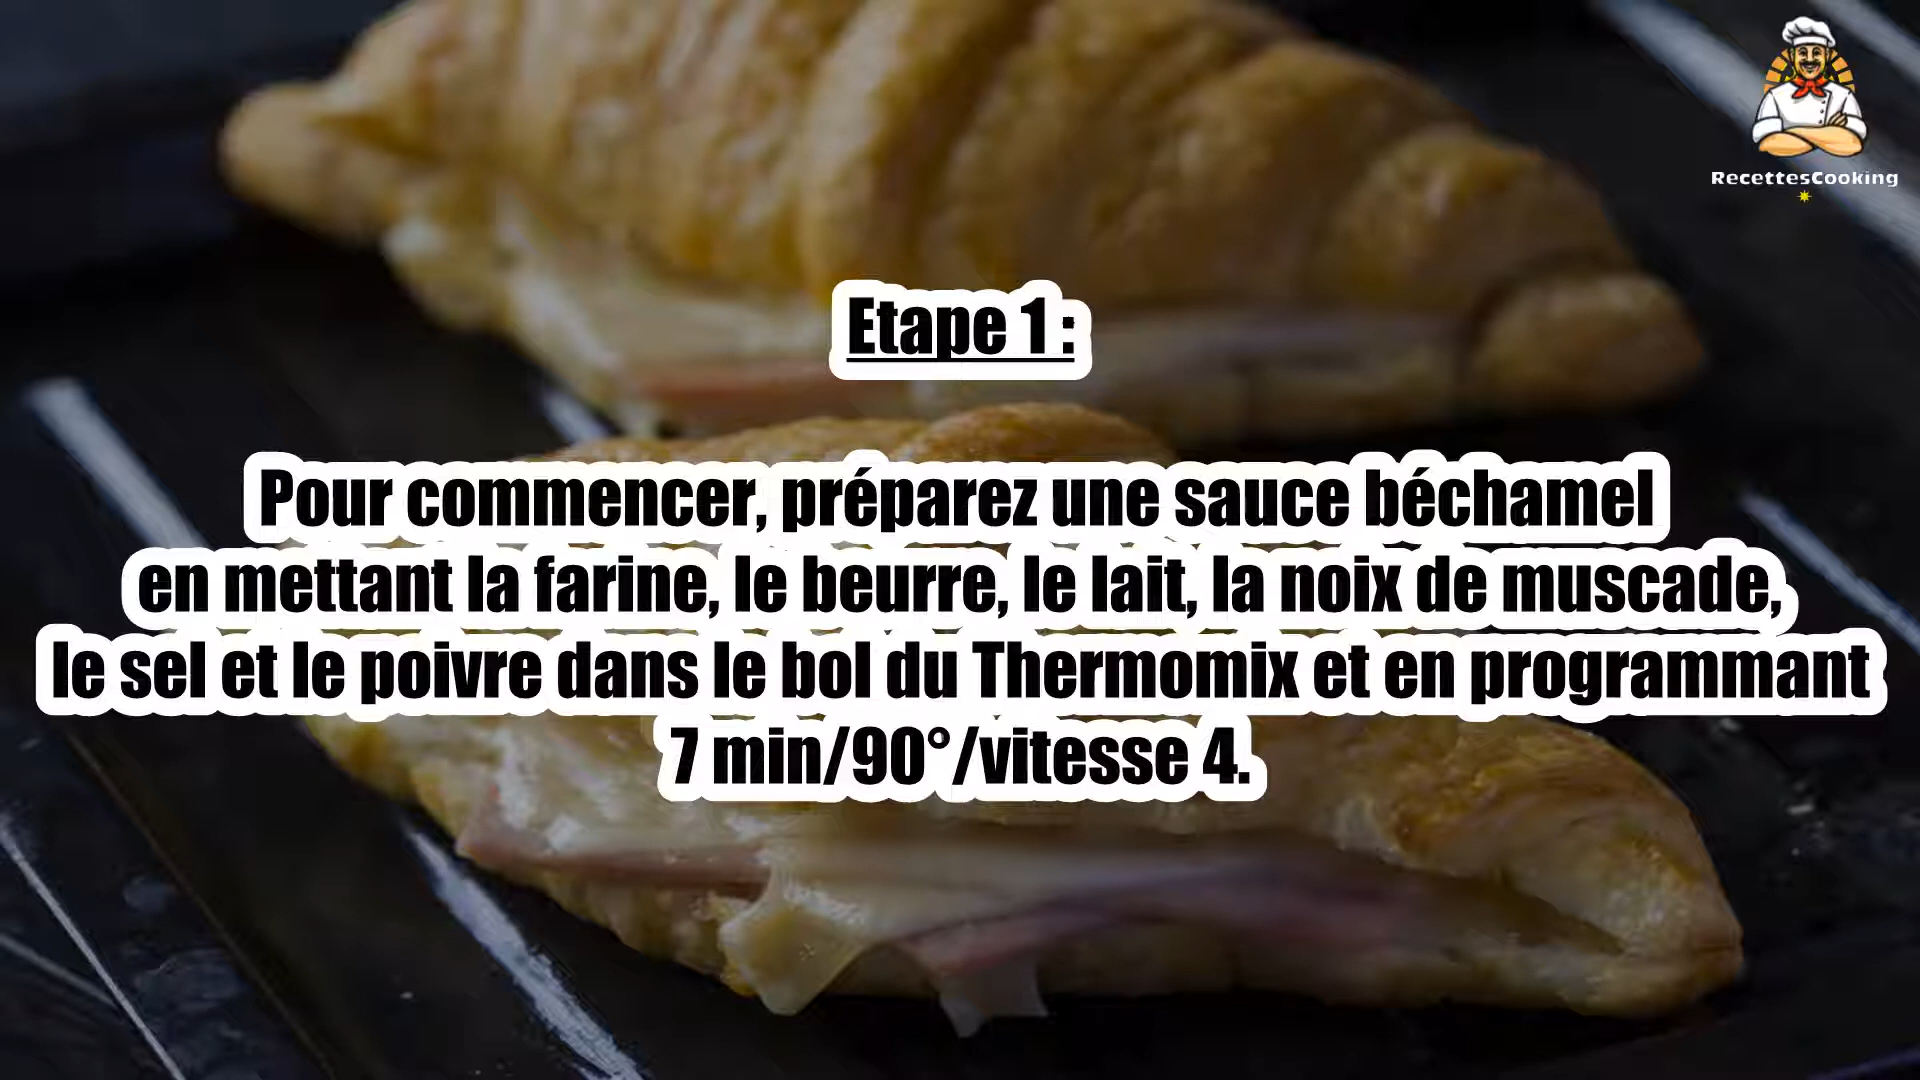 RecettesCooking
Etape 1 :
Pour commencer, préparez une sauce béchamel
en mettant la farine, le beurre, le lait, la noix de muscade,
le sel et le poivre dans le bol du Thermomix et en programmant
7 min/90°/vitesse 4.